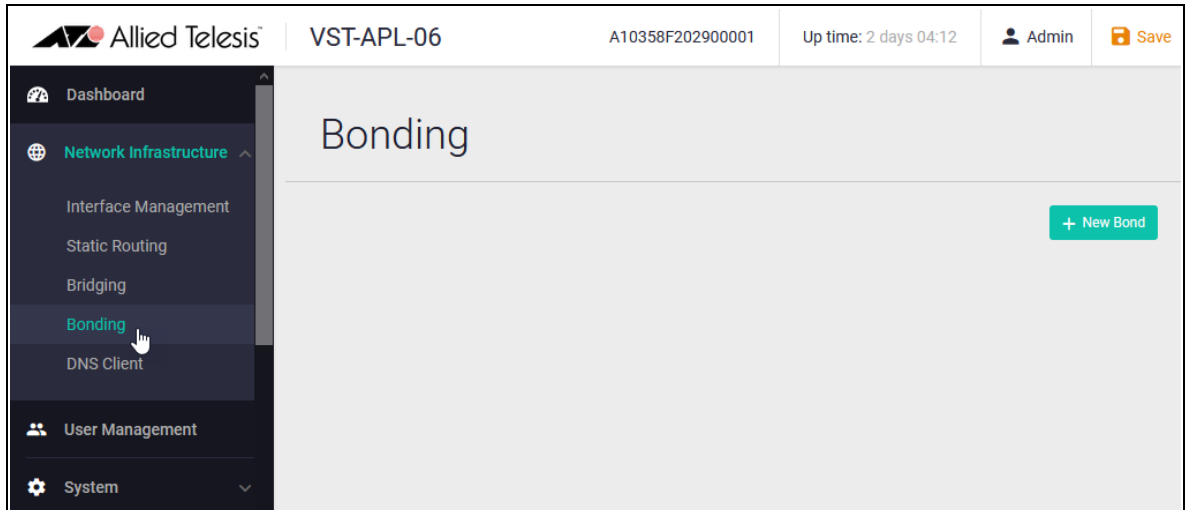 Allied Telesis
VST-APL-06
A10358F202900001
Up time: 2 days 04:12
Admin
Save
Dashboard
Network Infrastructure
Interface Management
Static Routing
Bridging
Bonding
DNS Client
User Management
System
Bonding
+ New Bond